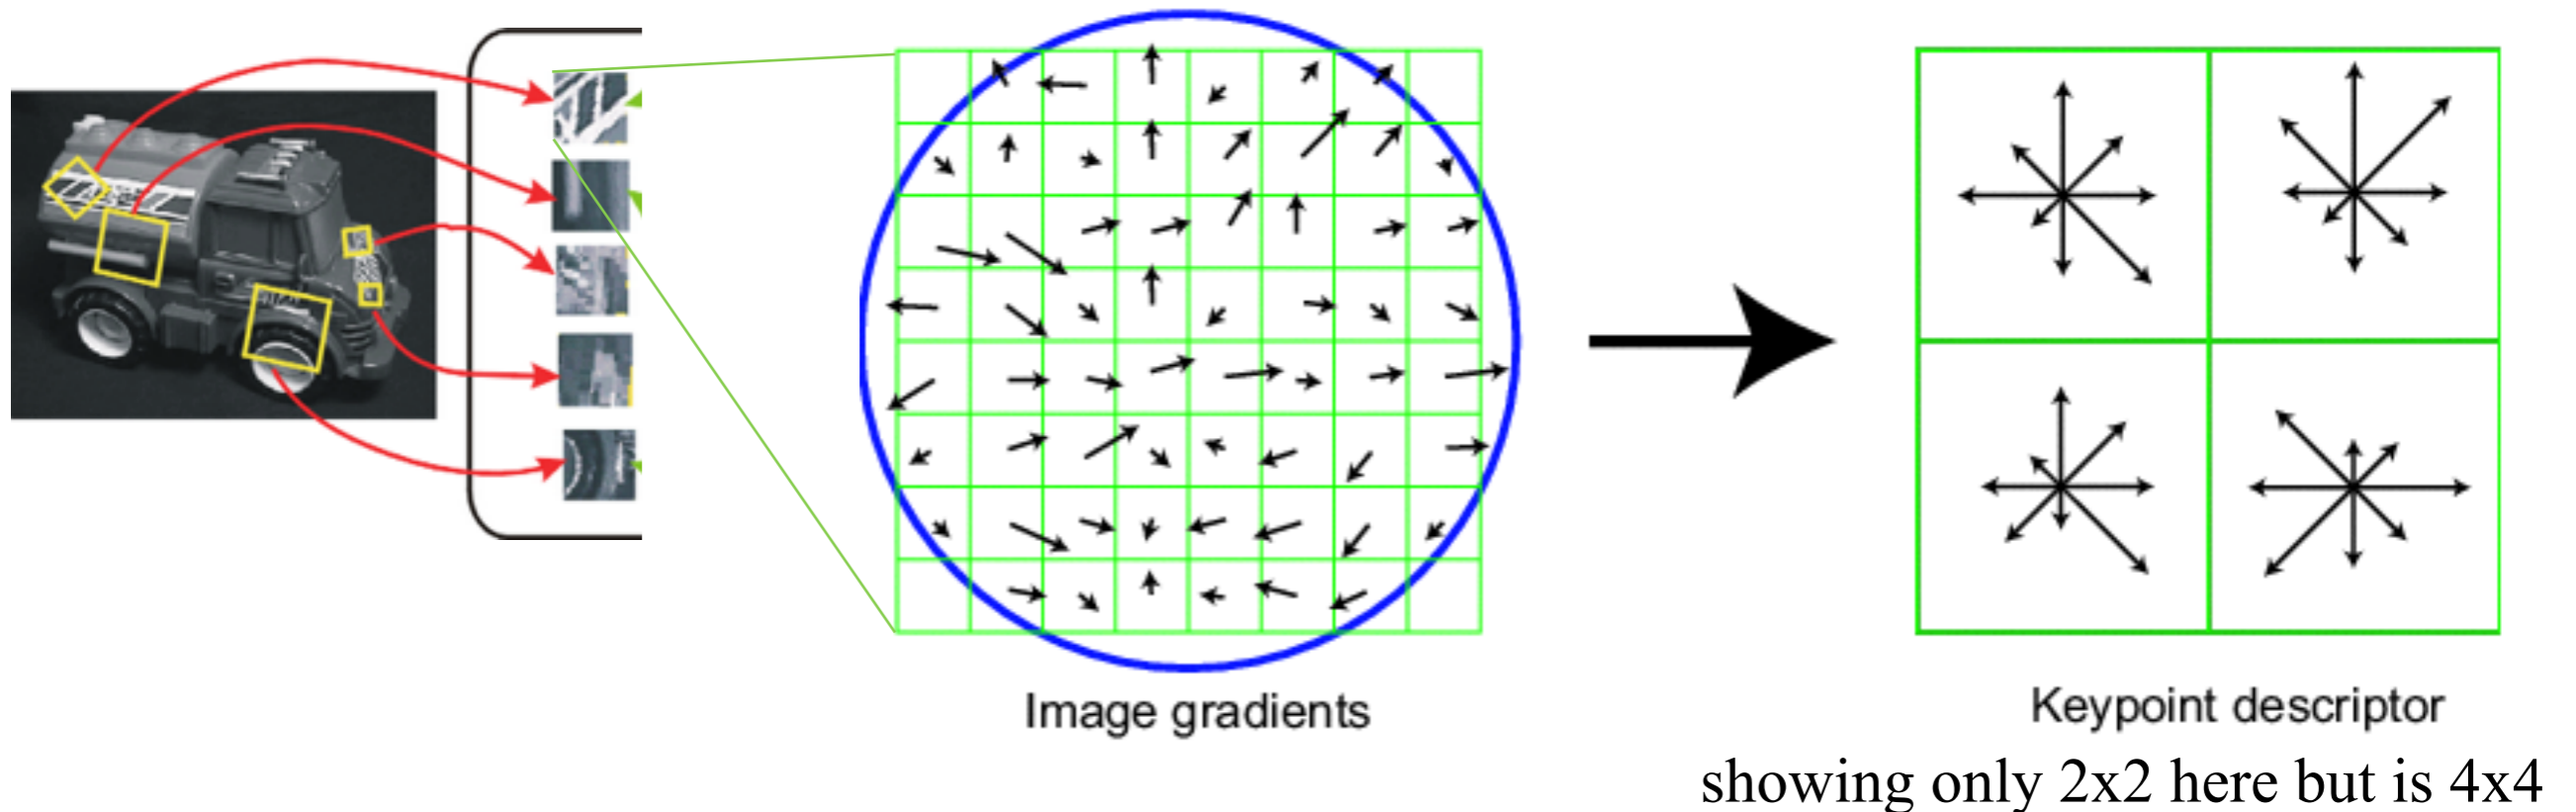 Image gradients
Keypoint descriptor
showing only 2x2 here but is 4x4